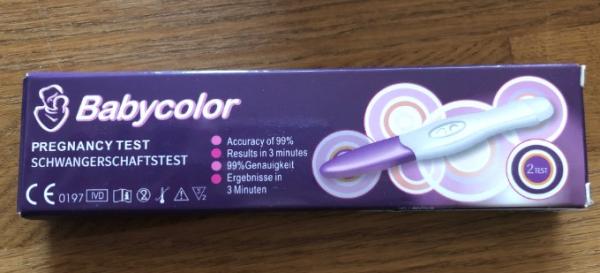 Babycolor
PREGNANCY TEST
SCHWANGERSCHAFTSTEST
Accuracy of 99%
Results in 3 minutes
99%Genauigkeit
Ergebnisse in
3 Minuten
CE 0197 IVD
2 TEST